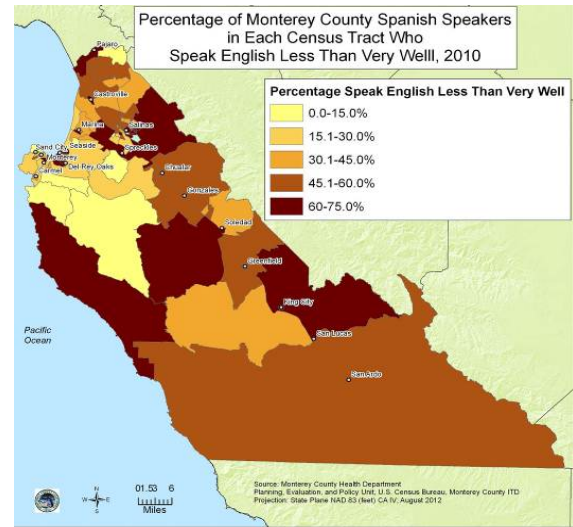 Percentage of Monterey County Spanish Speakers
in Each Census Tract Who
Speak English Less Than Very Welll, 2010
Percentage Speak English Less Than Very Well
0.0-15.0%
15.1-30.0%
30.1-45.0%
45.1-60.0%
60-75.0%
Pajaro
Castroville
Marina
Salinas
Sand City
Seaside
Spreckles
Monterey
Del Rey Oaks
Carmel
Chualar
Gonzales
Soledad
Greenfield
King City
San Lucas
San Ardo
Pacific
Ocean
N
W
E
S
01.53 6
Miles
Source: Monterey County Health Department
Planning, Evaluation, and Policy Unit, U.S. Census Bureau, Monterey County ITD
Projection: State Plane NAD 83 (feet) CA IV, August 2012